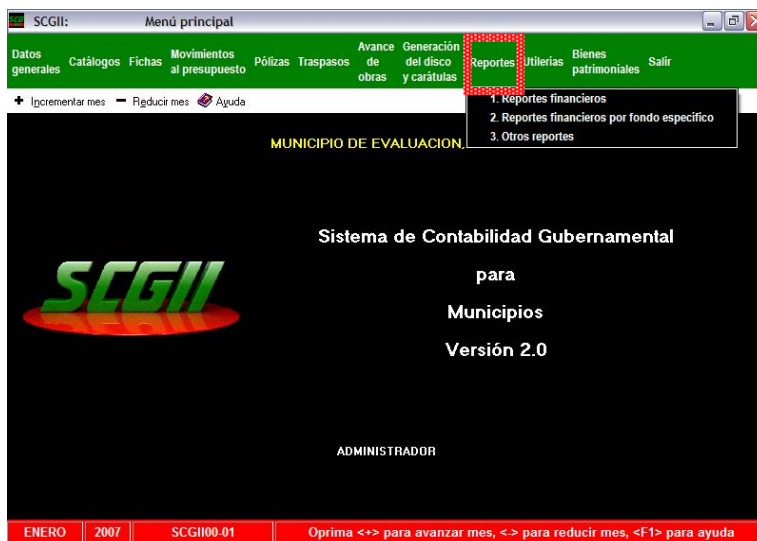 SCG
SCGII: Menú principal
Datos generales
Catálogos
Fichas
Movimientos al presupuesto
Pólizas
Traspasos
Avance de obras
Generación del disco y carátulas
Reportes
Utilerias
Bienes patrimoniales
Salir
Incrementar mes
Reducir mes
Ayuda
1. Reportes financieros
2. Reportes financieros por fondo específico
3. Otros reportes
MUNICIPIO DE EVALUACION,
Sistema de Contabilidad Gubernamental
para
Municipios
Versión 2.0
SCGII
ADMINISTRADOR
ENERO 2007 SCGII00-01 Oprima <+> para avanzar mes, <-> para reducir mes, <F1> para ayuda